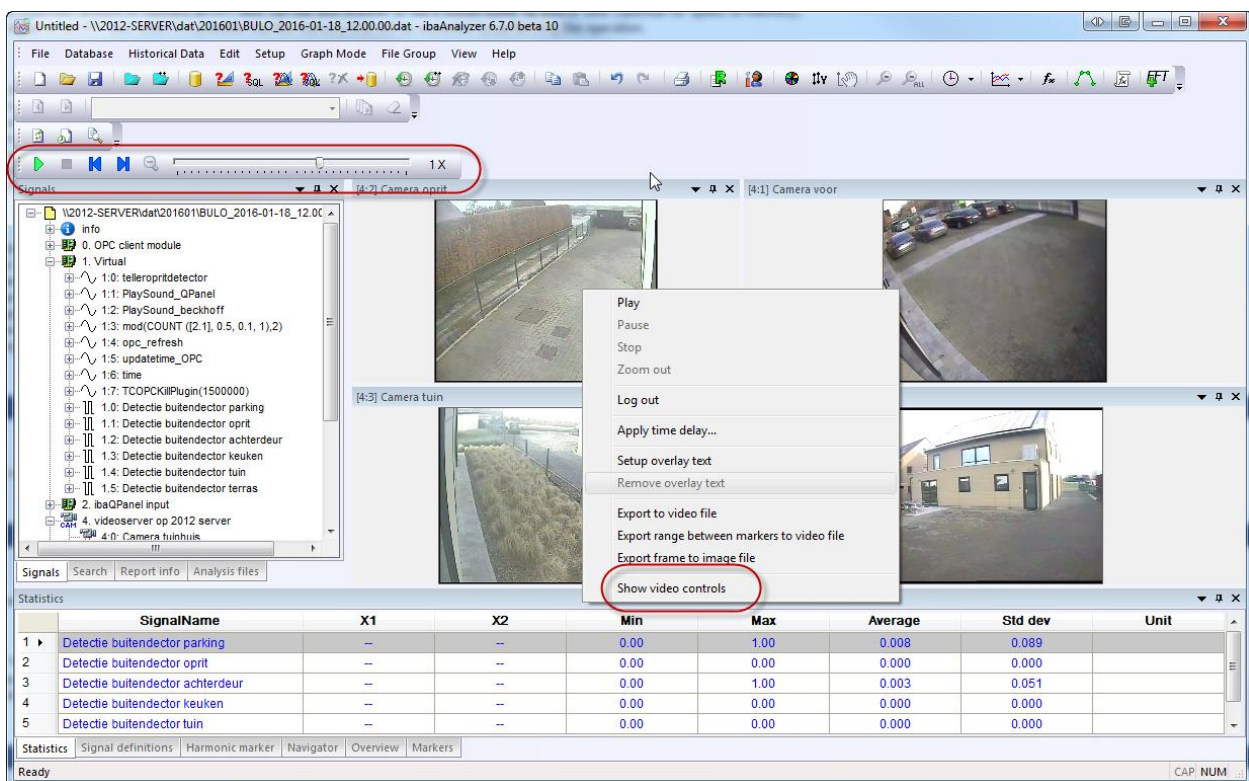 Untitled - \\2012-SERVER\dat\201601\BULO_2016-01-18_12.00.00.dat - ibaAnalyzer 6.7.0 beta 10
File Database Historical Data Edit Setup Graph Mode File Group View Help
1X
Signals
[4:2] Camera oprit
[4:1] Camera voor
\\2012-SERVER\dat\201601\BULO_2016-01-18_12.00
info
0. OPC client module
1. Virtual
1:0: telleropritdetector
1:1: PlaySound_QPanel
1:2: PlaySound_beckhoff
1:3: mod(COUNT ([2.1], 0.5, 0.1, 1),2)
1:4: opc_refresh
1:5: updatetime_OPC
1:6: time
1:7: TCOPCKillPlugin(1500000)
1.0: Detectie buitendector parking
1.1: Detectie buitendector oprit
1.2: Detectie buitendector achterdeur
1.3: Detectie buitendector keuken
1.4: Detectie buitendector tuin
1.5: Detectie buitendector terras
2. ibaQPanel input
4. videoserver op 2012 server
4:0: Camera tuinhuis
Signals Search Report info Analysis files
[4:3] Camera tuin
Play
Pause
Stop
Zoom out
Log out
Apply time delay...
Setup overlay text
Remove overlay text
Export to video file
Export range between markers to video file
Export frame to image file
Show video controls
Statistics
SignalName X1 X2 Min Max Average Std dev Unit
1 Detectie buitendector parking -- -- 0.00 1.00 0.008 0.089
2 Detectie buitendector oprit -- -- 0.00 0.00 0.000 0.000
3 Detectie buitendector achterdeur -- -- 0.00 1.00 0.003 0.051
4 Detectie buitendector keuken -- -- 0.00 0.00 0.000 0.000
5 Detectie buitendector tuin -- -- 0.00 0.00 0.000 0.000
Statistics Signal definitions Harmonic marker Navigator Overview Markers
Ready CAP NUM